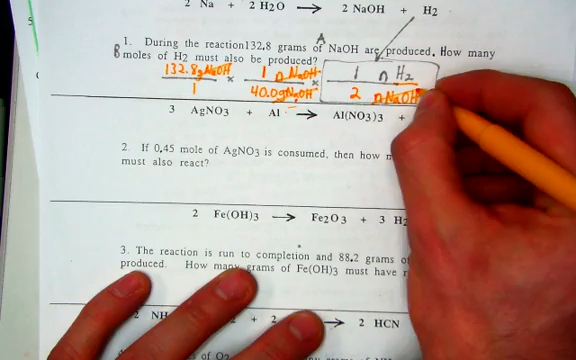 2 Na + 2 H2O → 2 NaOH + H2
1. During the reaction 132.8 grams of NaOH are produced. How many
A
B moles of H2 must also be produced?
132.8g NaOH × 1 n NaOH × 1 n H2
1 40.0g NaOH 2 n NaOH
3 AgNO3 + Al → Al(NO3)3 +
2. If 0.45 mole of AgNO3 is consumed, then how
must also react?
2 Fe(OH)3 → Fe2O3 + 3 H2
3. The reaction is run to completion and 88.2 grams
produced. How many grams of Fe(OH)3 must have
2 NH + 2 → 2 HCN
of O2